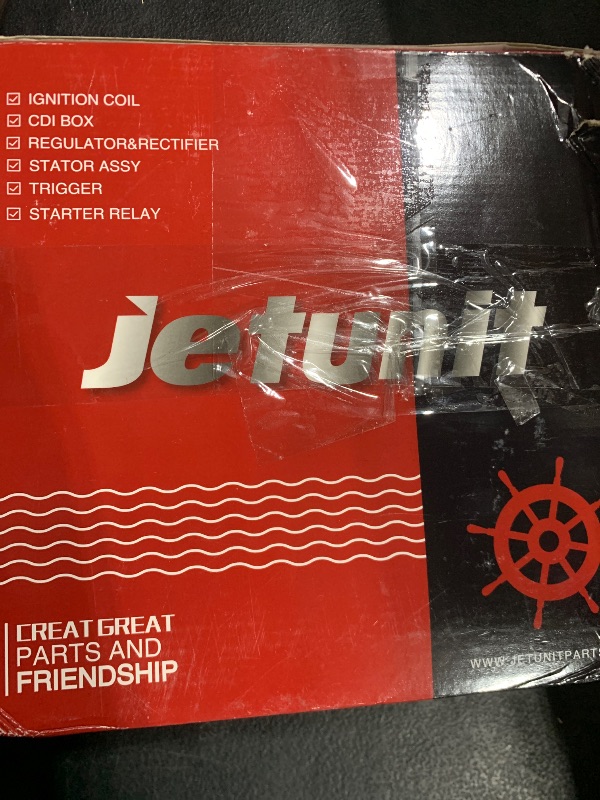 IGNITION COIL
CDI BOX
REGULATOR&RECTIFIER
STATOR ASSY
TRIGGER
STARTER RELAY
jetunit
CREAT GREAT
PARTS AND
FRIENDSHIP
WWW.JETUNITPARTS